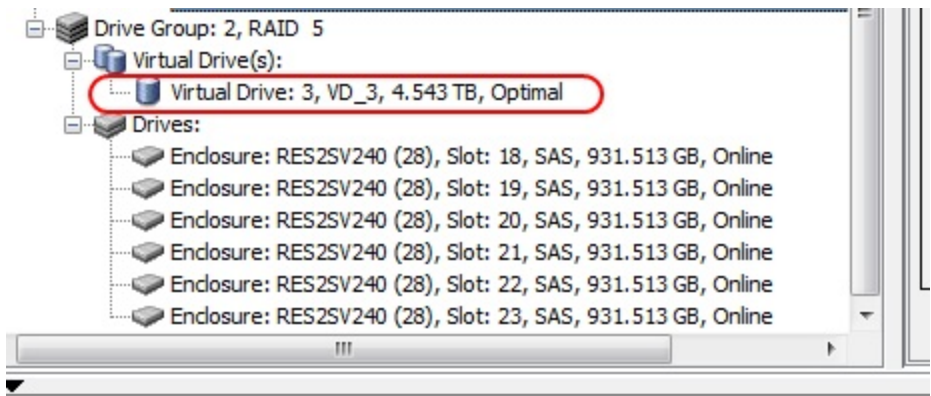 Drive Group: 2, RAID  5
Virtual Drive(s):
Virtual Drive: 3, VD_3, 4.543 TB, Optimal
Drives:
Enclosure: RES2SV240 (28), Slot: 18, SAS, 931.513 GB, Online
Enclosure: RES2SV240 (28), Slot: 19, SAS, 931.513 GB, Online
Enclosure: RES2SV240 (28), Slot: 20, SAS, 931.513 GB, Online
Enclosure: RES2SV240 (28), Slot: 21, SAS, 931.513 GB, Online
Enclosure: RES2SV240 (28), Slot: 22, SAS, 931.513 GB, Online
Enclosure: RES2SV240 (28), Slot: 23, SAS, 931.513 GB, Online